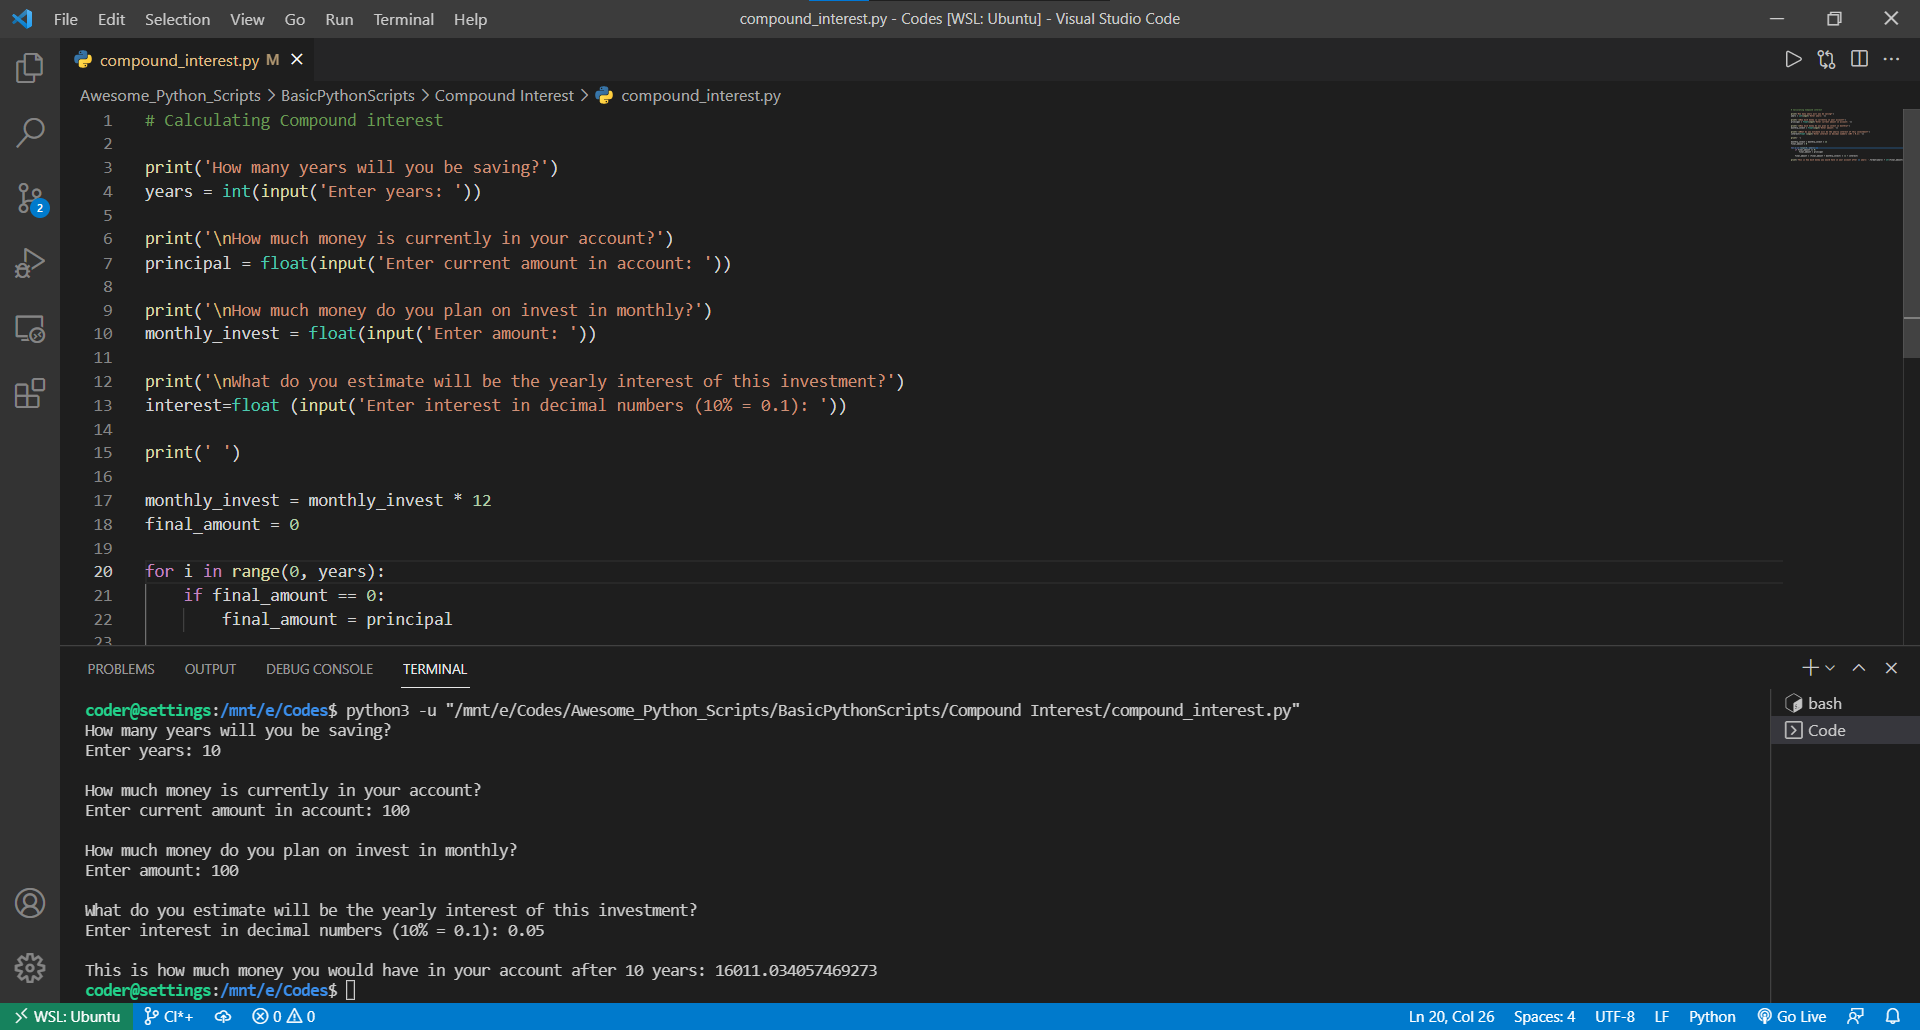 File Edit Selection View Go Run Terminal Help
compound_interest.py - Codes [WSL: Ubuntu] - Visual Studio Code
compound_interest.py M
Awesome_Python_Scripts > BasicPythonScripts > Compound Interest > compound_interest.py
1 # Calculating Compound interest
2
3 print('How many years will you be saving?')
4 years = int(input('Enter years: '))
5
6 print('\nHow much money is currently in your account?')
7 principal = float(input('Enter current amount in account: '))
8
9 print('\nHow much money do you plan on invest in monthly?')
10 monthly_invest = float(input('Enter amount: '))
11
12 print('\nWhat do you estimate will be the yearly interest of this investment?')
13 interest=float (input('Enter interest in decimal numbers (10% = 0.1): '))
14
15 print(' ')
16
17 monthly_invest = monthly_invest * 12
18 final_amount = 0
19
20 for i in range(0, years):
21     if final_amount == 0:
22         final_amount = principal
23
2
PROBLEMS OUTPUT DEBUG CONSOLE TERMINAL
coder@settings:/mnt/e/Codes$ python3 -u "/mnt/e/Codes/Awesome_Python_Scripts/BasicPythonScripts/Compound Interest/compound_interest.py"
How many years will you be saving?
Enter years: 10
How much money is currently in your account?
Enter current amount in account: 100
How much money do you plan on invest in monthly?
Enter amount: 100
What do you estimate will be the yearly interest of this investment?
Enter interest in decimal numbers (10% = 0.1): 0.05
This is how much money you would have in your account after 10 years: 16011.034057469273
coder@settings:/mnt/e/Codes$
bash
Code
WSL: Ubuntu CI*+ 0 0
Ln 20, Col 26 Spaces: 4 UTF-8 LF Python Go Live